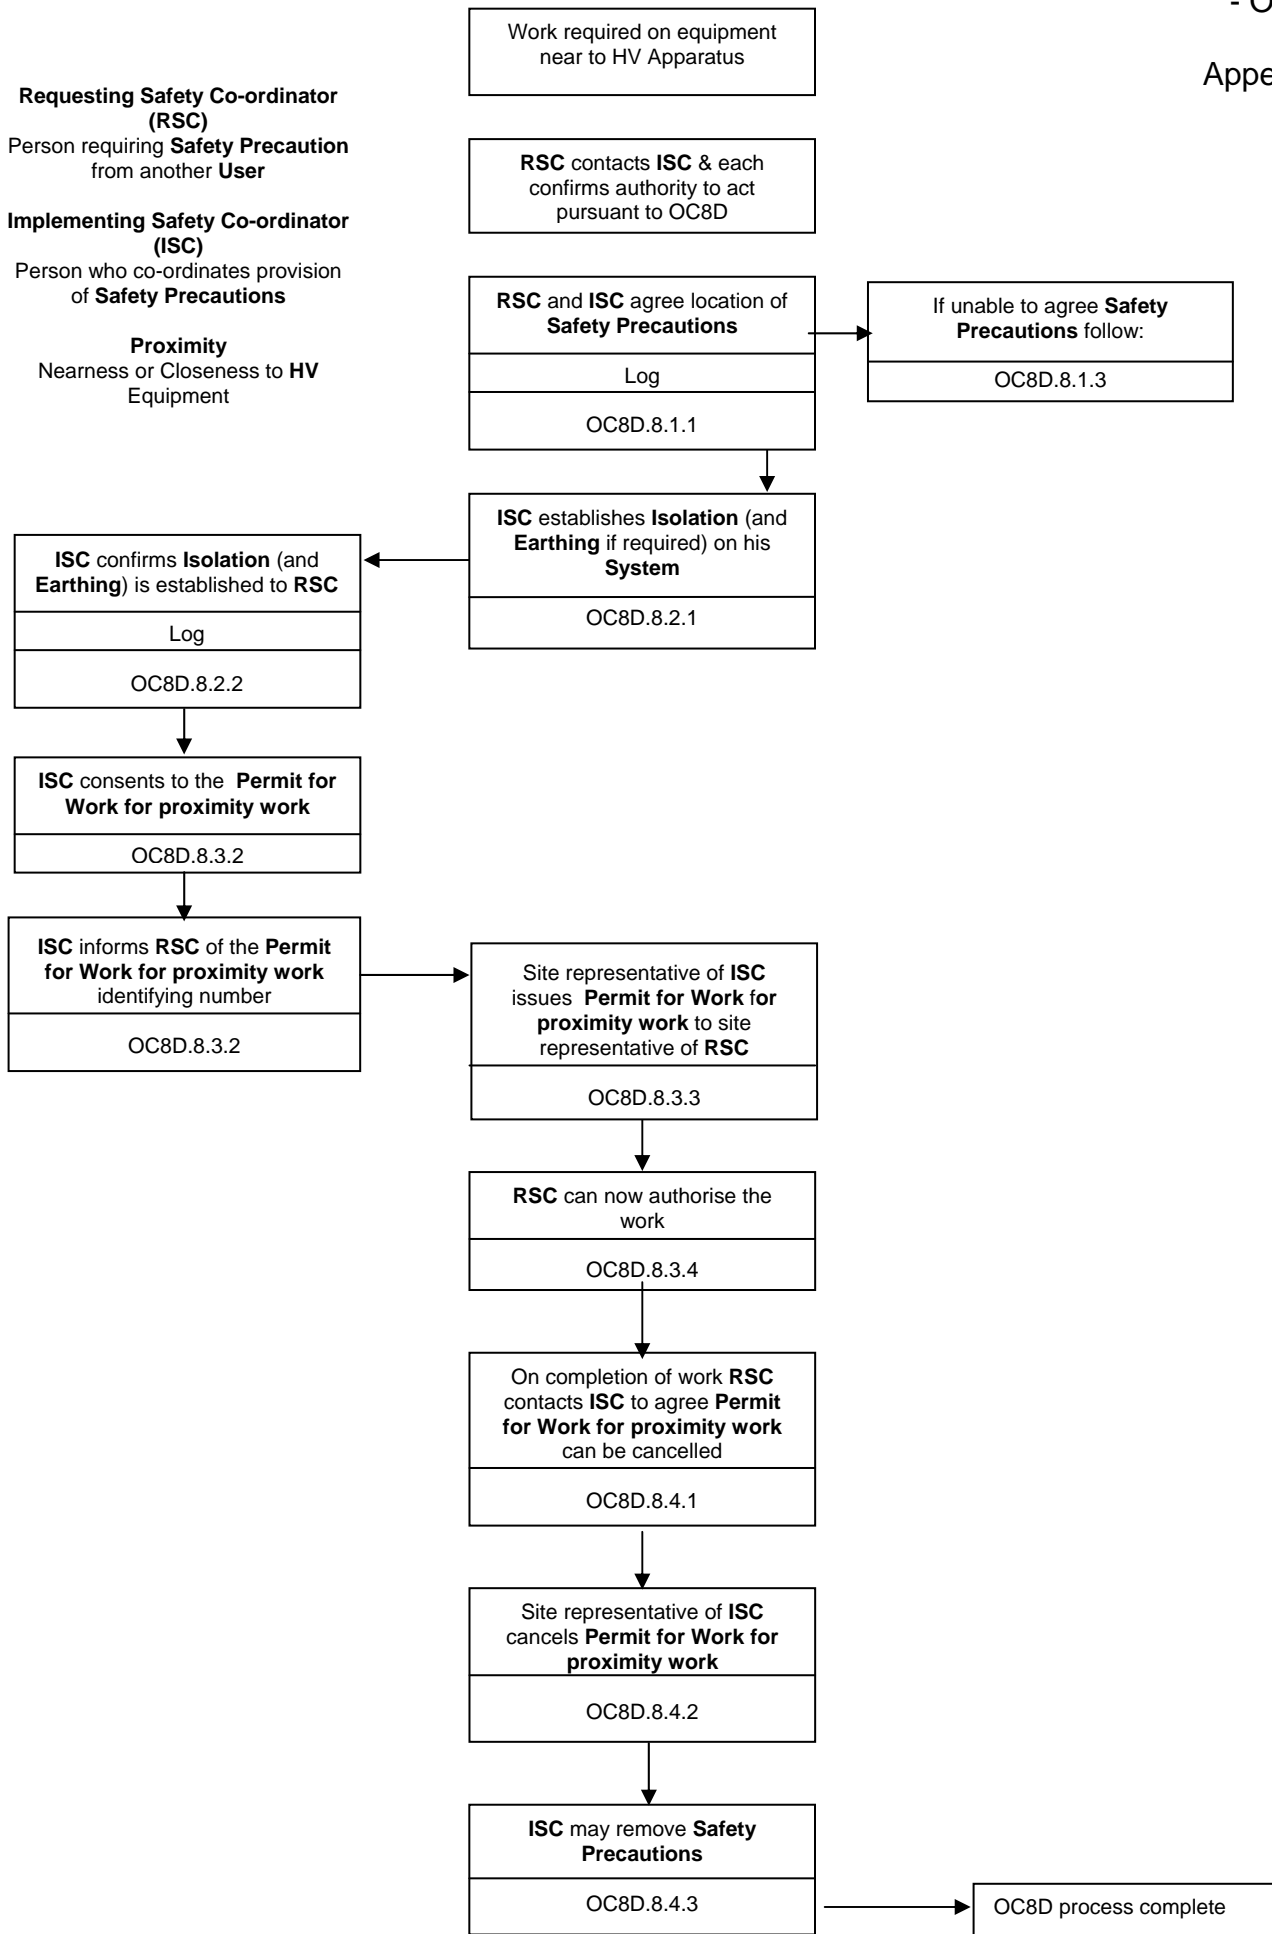 - O
Appe
Work required on equipment
near to HV Apparatus
Requesting Safety Co-ordinator
(RSC)
Person requiring Safety Precaution
from another User
Implementing Safety Co-ordinator
(ISC)
Person who co-ordinates provision
of Safety Precautions
Proximity
Nearness or Closeness to HV
Equipment
RSC contacts ISC & each
confirms authority to act
pursuant to OC8D
RSC and ISC agree location of
Safety Precautions
Log
OC8D.8.1.1
If unable to agree Safety
Precautions follow:
OC8D.8.1.3
ISC establishes Isolation (and
Earthing if required) on his
System
OC8D.8.2.1
ISC confirms Isolation (and
Earthing) is established to RSC
Log
OC8D.8.2.2
ISC consents to the Permit for
Work for proximity work
OC8D.8.3.2
ISC informs RSC of the Permit
for Work for proximity work
identifying number
OC8D.8.3.2
Site representative of ISC
issues Permit for Work for
proximity work to site
representative of RSC
OC8D.8.3.3
RSC can now authorise the
work
OC8D.8.3.4
On completion of work RSC
contacts ISC to agree Permit
for Work for proximity work
can be cancelled
OC8D.8.4.1
Site representative of ISC
cancels Permit for Work for
proximity work
OC8D.8.4.2
ISC may remove Safety
Precautions
OC8D.8.4.3
OC8D process complete